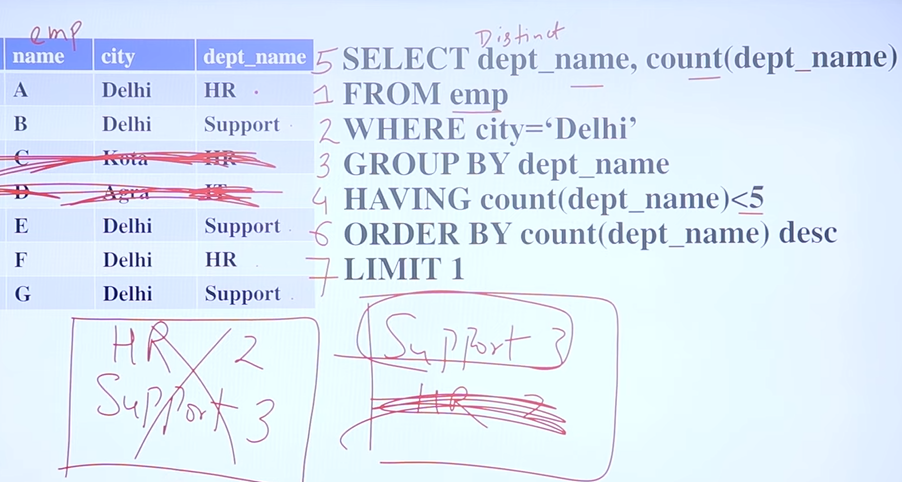 emp
name city dept_name
A Delhi HR
B Delhi Support
C Kota HR
D Agra IT
E Delhi Support
F Delhi HR
G Delhi Support
Distinct
5 SELECT dept_name, count(dept_name)
1 FROM emp
2 WHERE city=‘Delhi’
3 GROUP BY dept_name
4 HAVING count(dept_name)<5
6 ORDER BY count(dept_name) desc
7 LIMIT 1
HR 2
Support 3
Support 3
HR 2